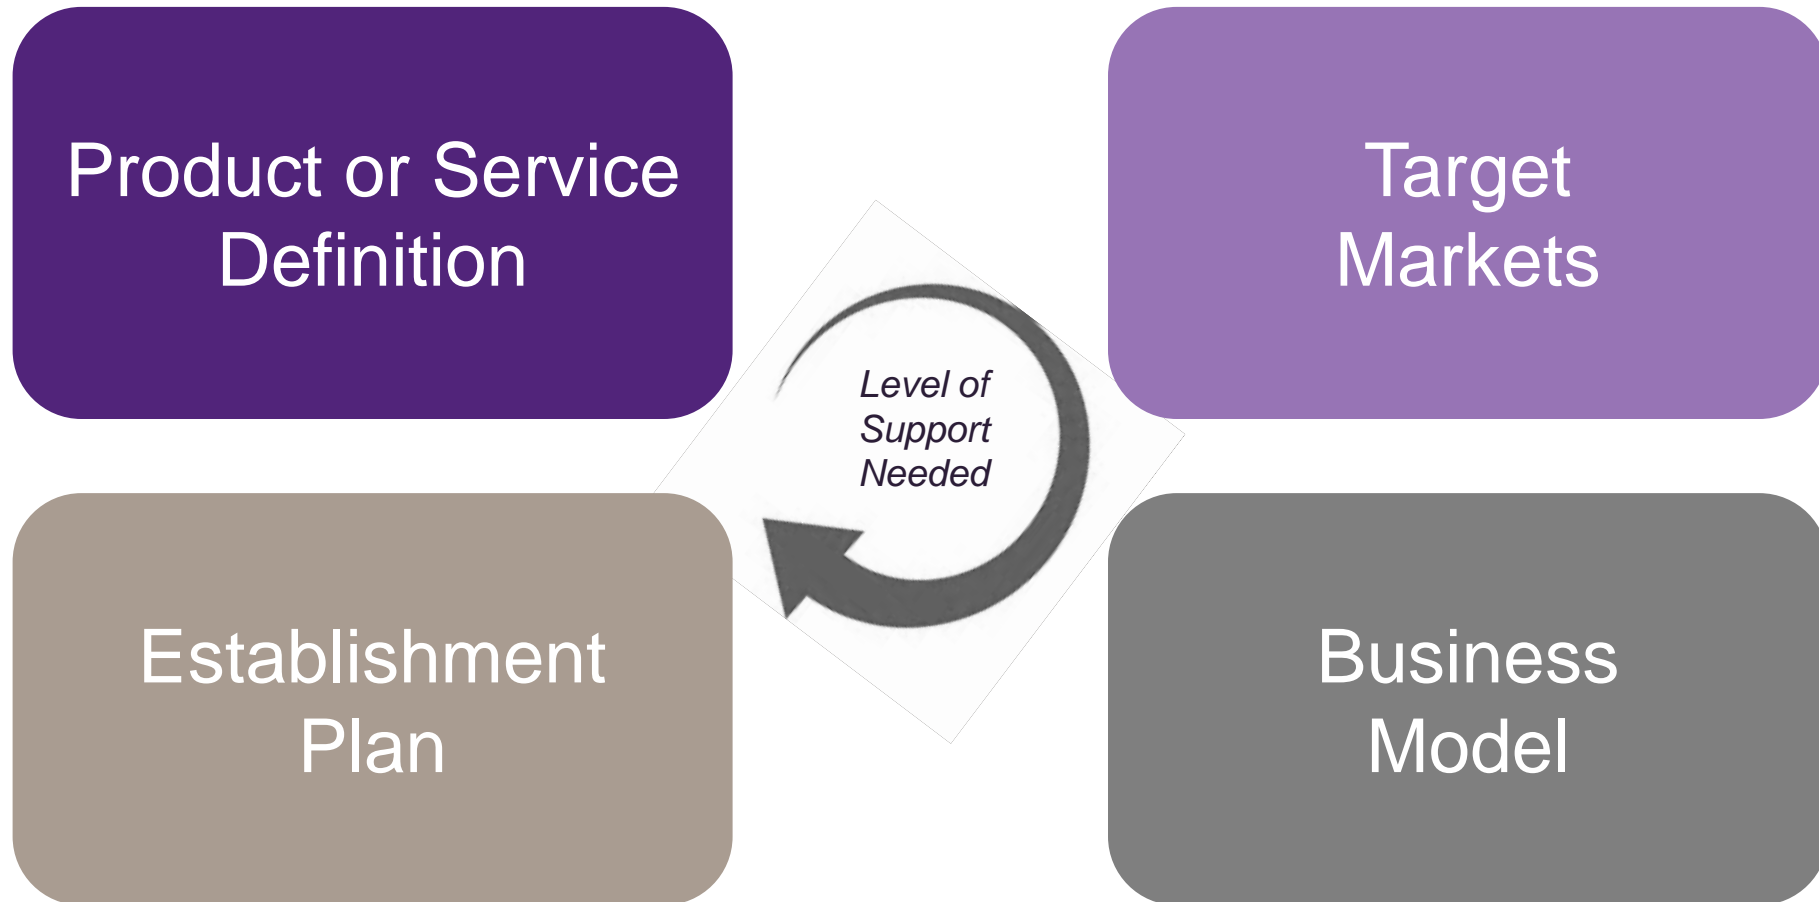 Product or Service
Definition
Target
Markets
Level of
Support
Needed
Establishment
Plan
Business
Model